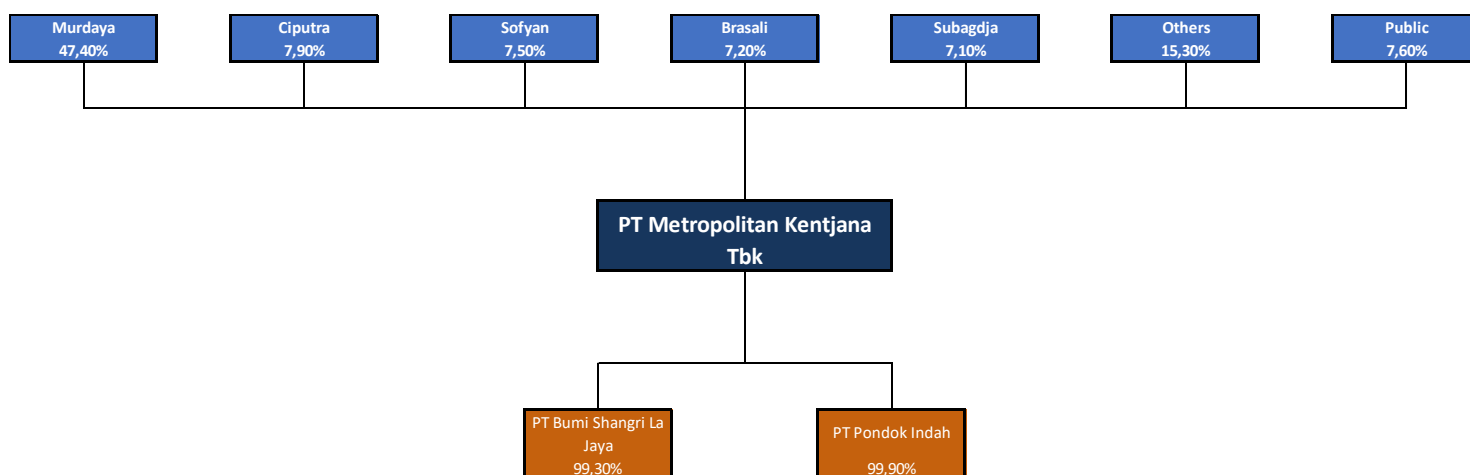 Murdaya
47,40%
Ciputra
7,90%
Sofyan
7,50%
Brasali
7,20%
Subagdja
7,10%
Others
15,30%
Public
7,60%
PT Metropolitan Kentjana
Tbk
PT Bumi Shangri La
Jaya
99,30%
PT Pondok Indah
99,90%